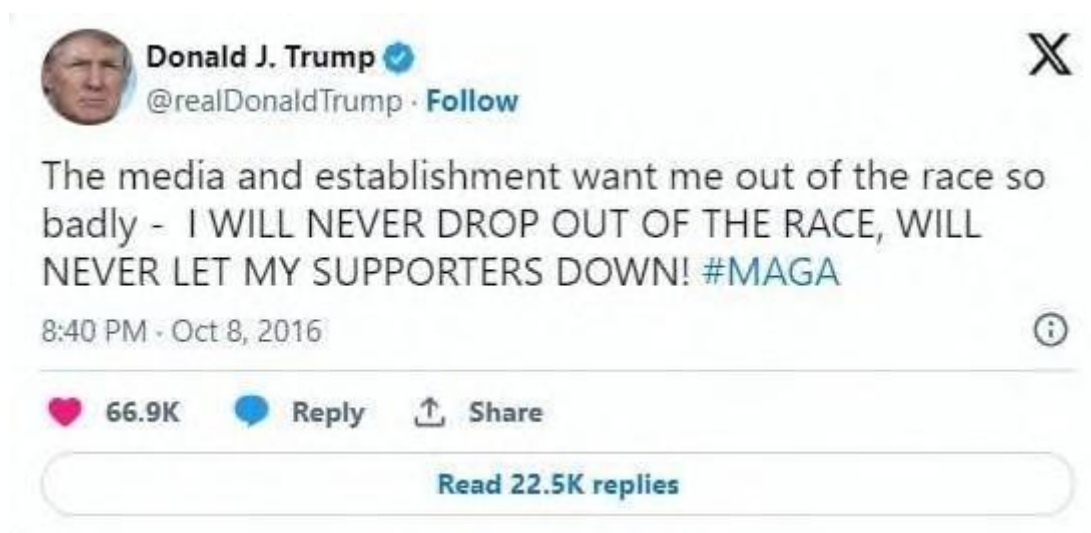 Donald J. Trump
@realDonaldTrump · Follow
The media and establishment want me out of the race so
badly - I WILL NEVER DROP OUT OF THE RACE, WILL
NEVER LET MY SUPPORTERS DOWN! #MAGA
8:40 PM · Oct 8, 2016
66.9K Reply Share
Read 22.5K replies